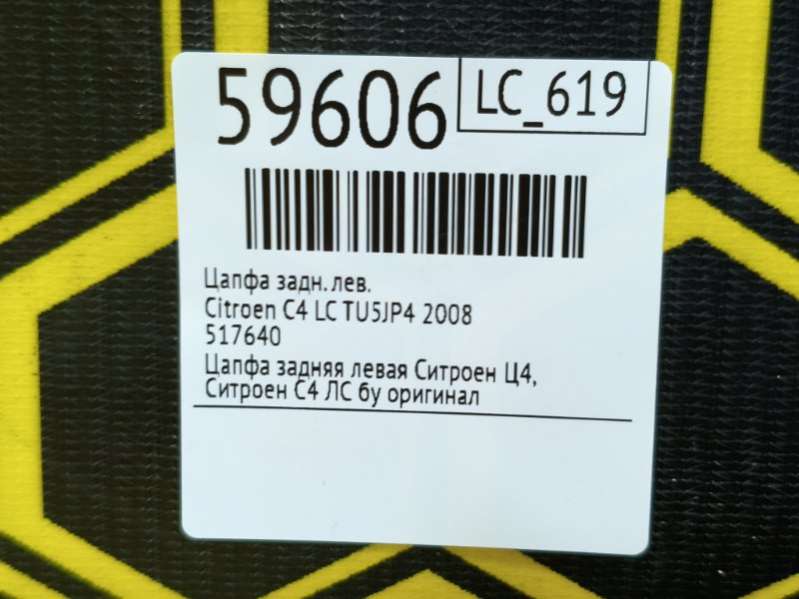 59606
LC_619
Цапфа задн. лев.
Citroen C4 LC TU5JP4 2008
517640
Цапфа задняя левая Ситроен Ц4,
Ситроен С4 ЛС бу оригинал